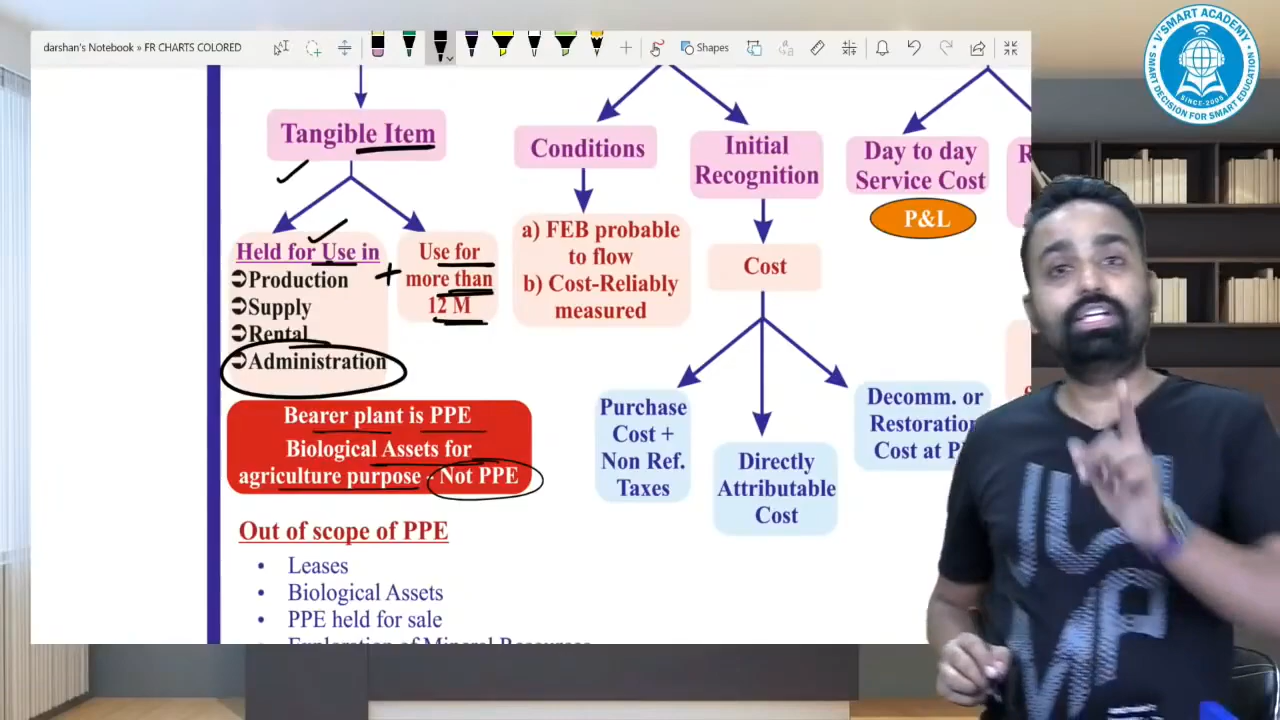 darshan's Notebook » FR CHARTS COLORED
Shapes
V'SMART ACADEMY
SINCE-2005
SMART DECISION FOR SMART EDUCATION
Tangible Item
Held for Use in
Production
Supply
Rental
Administration
+
Use for
more than
12 M
Bearer plant is PPE
Biological Assets for
agriculture purpose - Not PPE
Out of scope of PPE
• Leases
• Biological Assets
• PPE held for sale
Conditions
a) FEB probable
to flow
b) Cost-Reliably
measured
Initial
Recognition
Cost
Purchase
Cost +
Non Ref.
Taxes
Directly
Attributable
Cost
Decomm. or
Restoration
Cost at P
Day to day
Service Cost
P&L
R